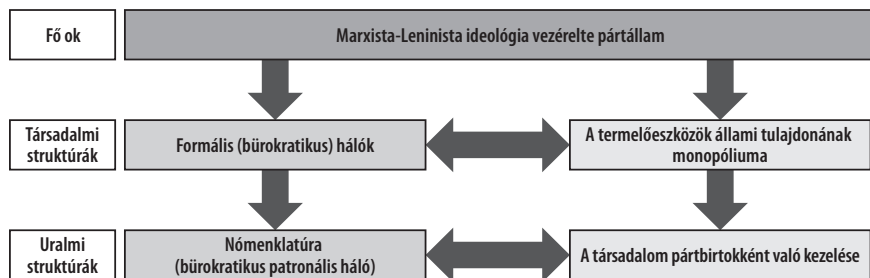 Fő ok
Marxista-Leninista ideológia vezérelte pártállam
Társadalmi
struktúrák
Formális (bürokratikus) hálók
A termelőeszközök állami tulajdonának
monopóliuma
Uralmi
struktúrák
Nómenklatúra
(bürokratikus patronális háló)
A társadalom pártbirtokként való kezelése